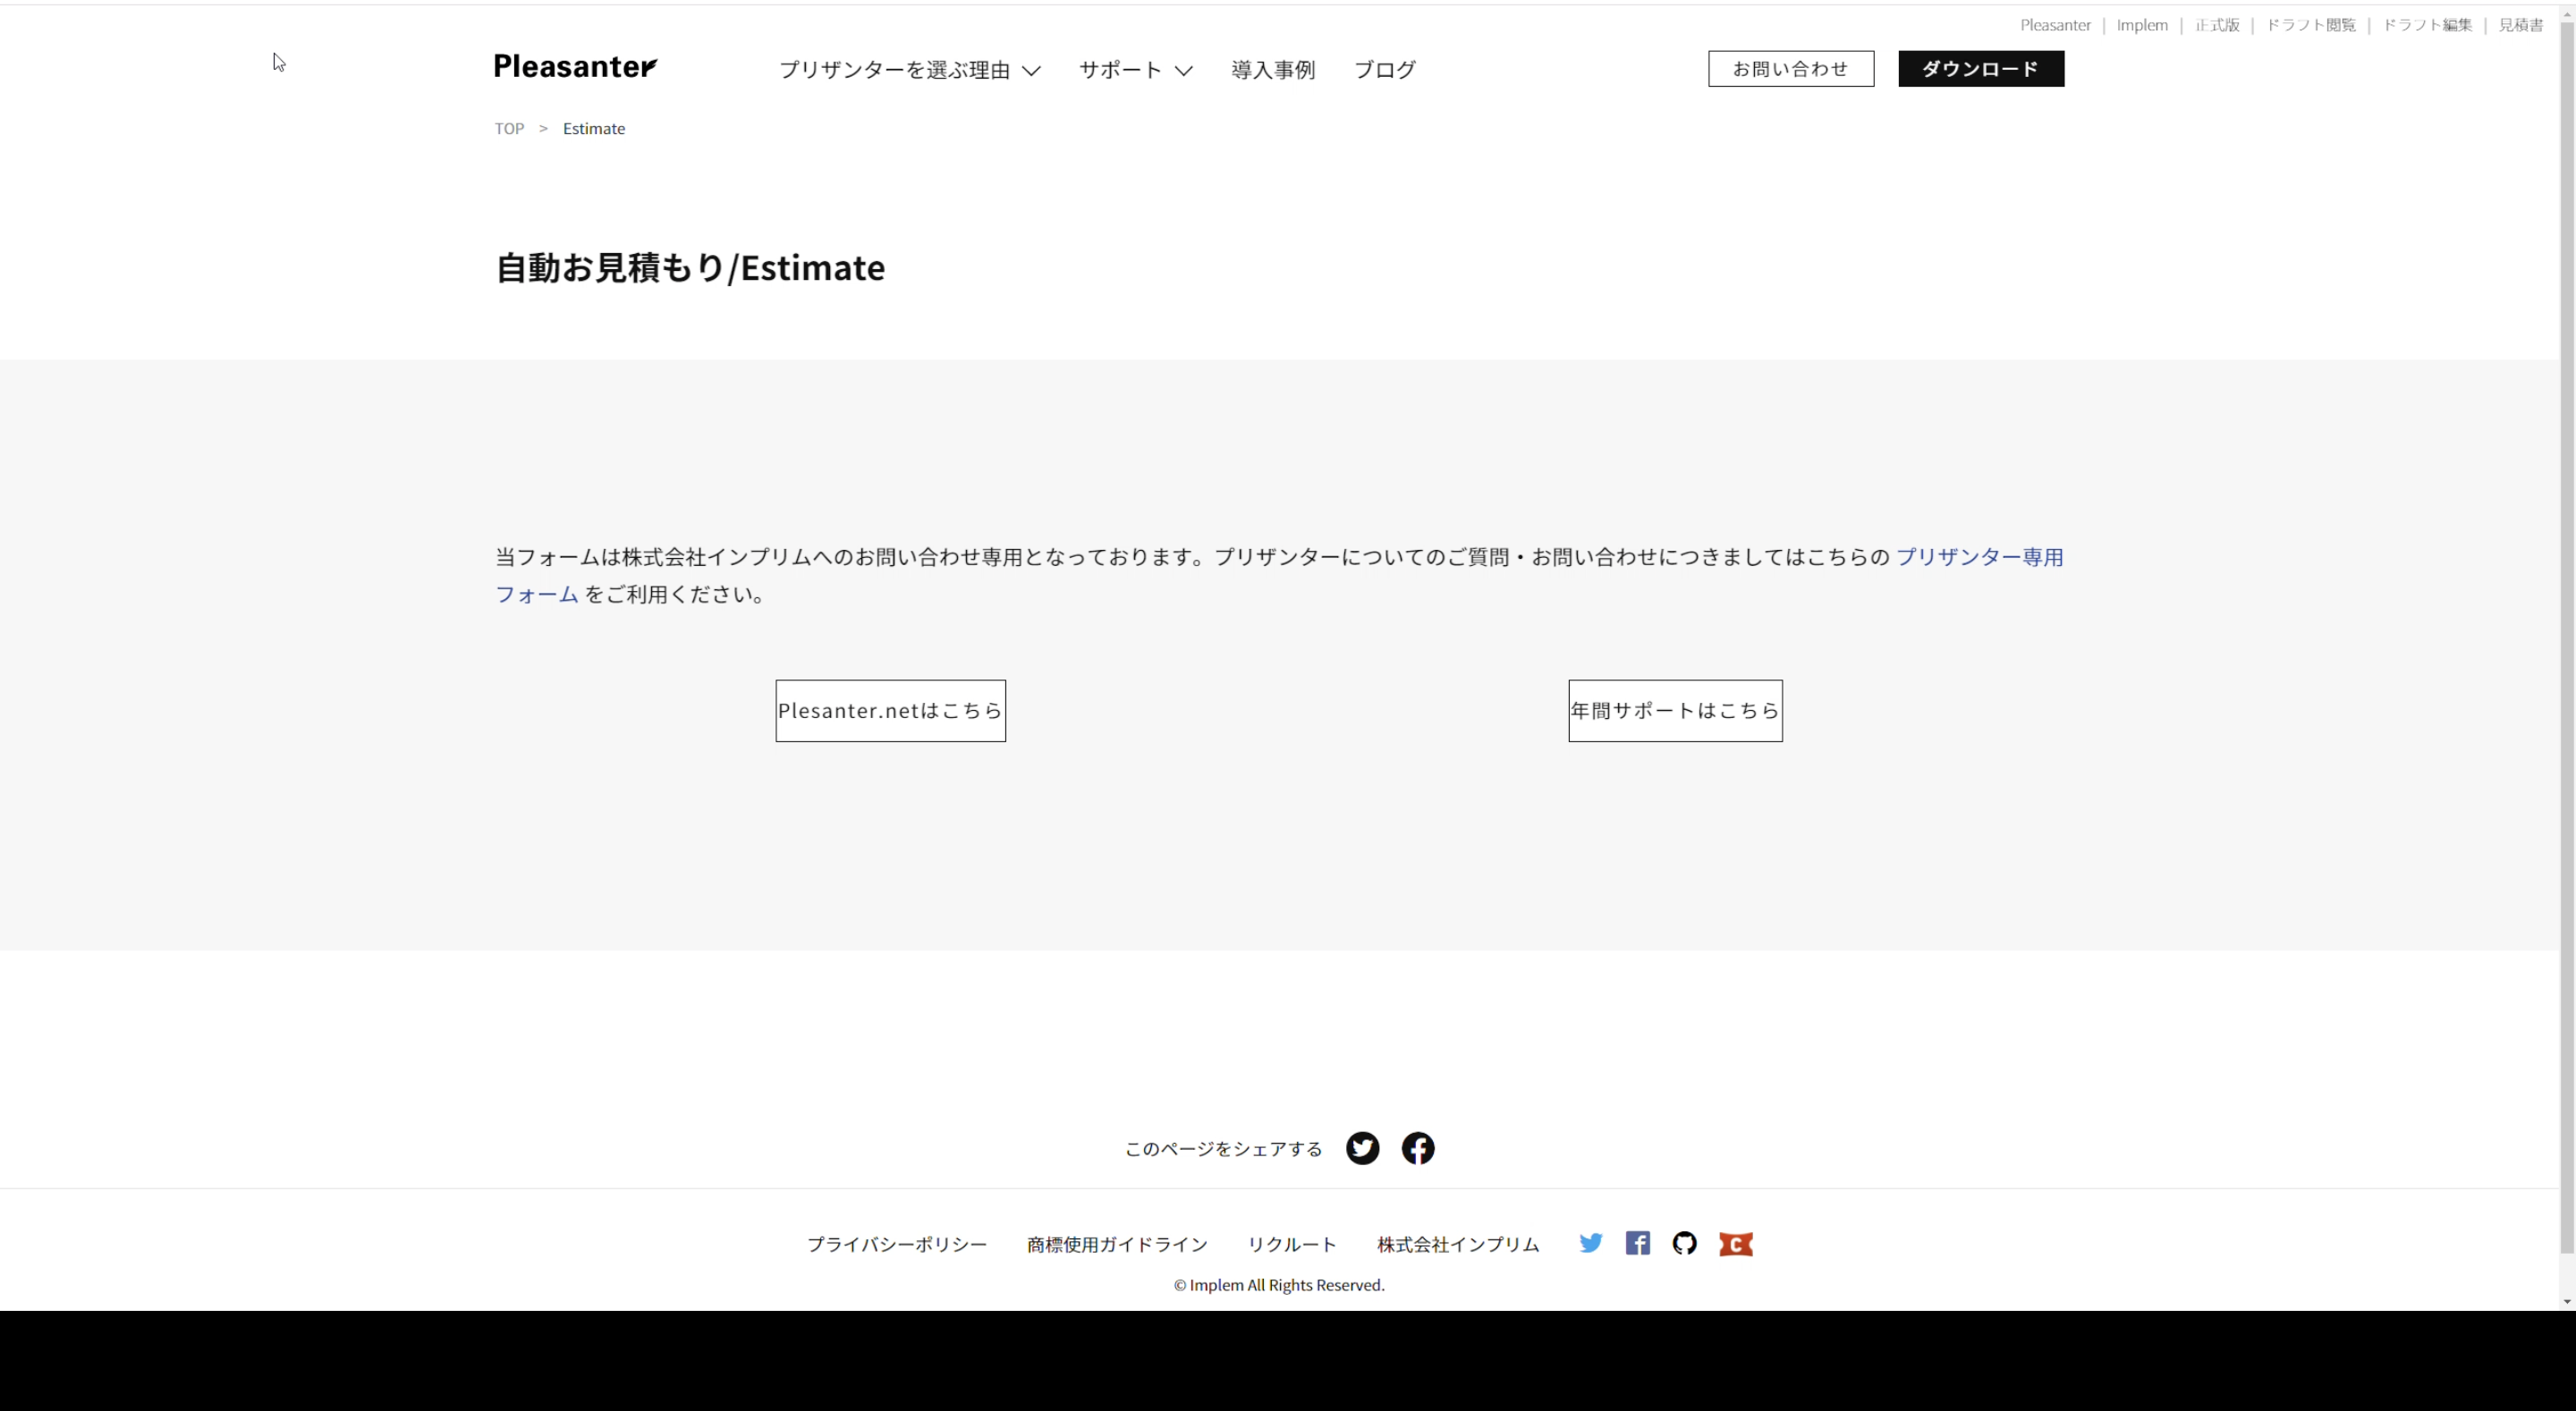 Pleasanter | Implem | 正式版 | ドラフト閲覧 | ドラフト編集 | 見積書
Pleasanter プリザンターを選ぶ理由 サポート 導入事例 ブログ お問い合わせ ダウンロード
TOP > Estimate
自動お見積もり/Estimate
当フォームは株式会社インプリムへのお問い合わせ専用となっております。プリザンターについてのご質問・お問い合わせにつきましてはこちらの プリザンター専用
フォーム をご利用ください。
Plesanter.netはこちら 年間サポートはこちら
このページをシェアする
プライバシーポリシー 商標使用ガイドライン リクルート 株式会社インプリム
© Implem All Rights Reserved.